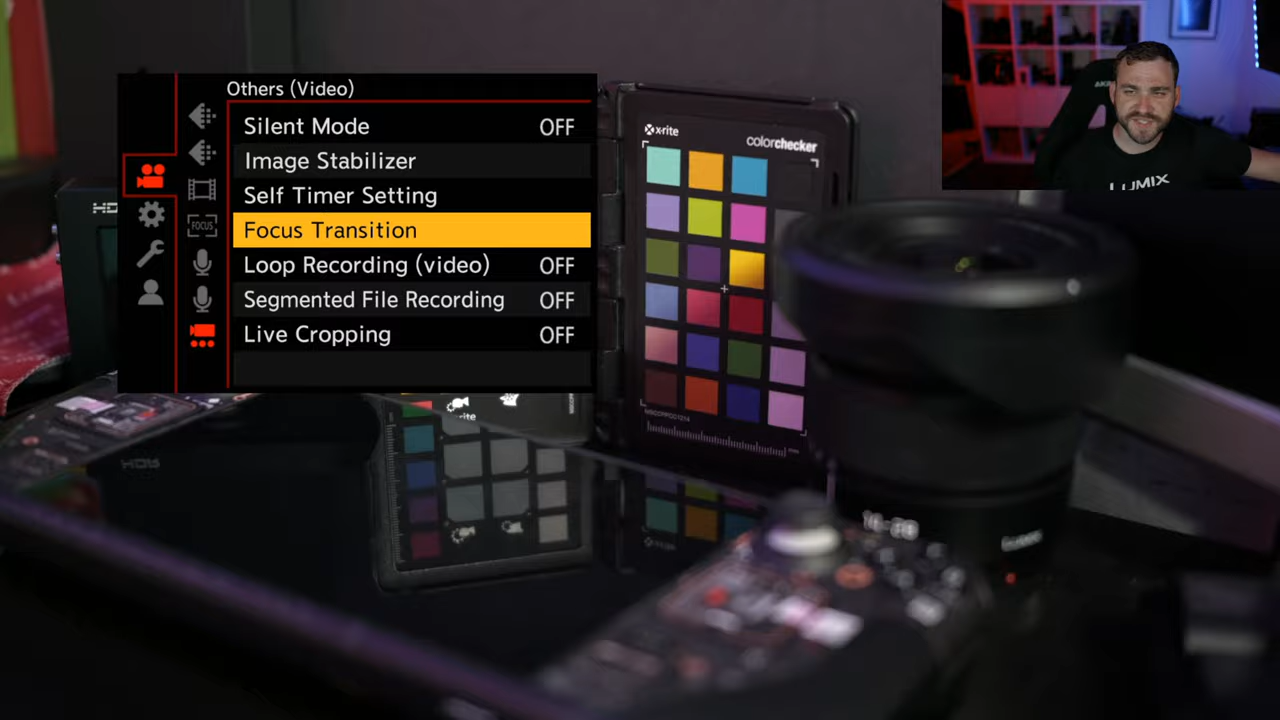 Others (Video)
Silent Mode OFF
Image Stabilizer
Self Timer Setting
Focus Transition
Loop Recording (video) OFF
Segmented File Recording OFF
Live Cropping OFF
FOCUS
x-rite
colorchecker
LUMIX